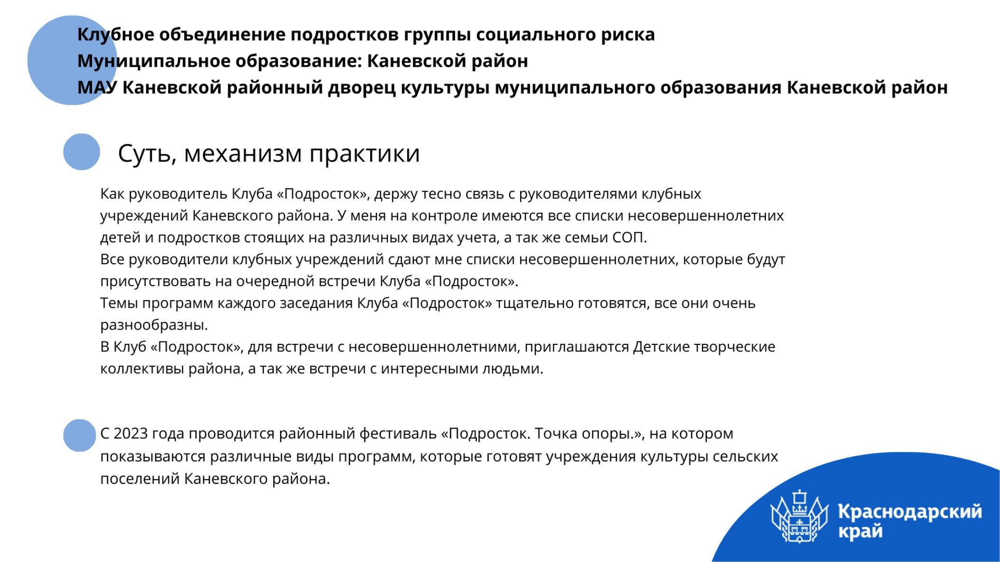 Клубное объединение подростков группы социального риска
Муниципальное образование: Каневской район
МАУ Каневской районный дворец культуры муниципального образования Каневской район
Суть, механизм практики
Как руководитель Клуба «Подросток», держу тесно связь с руководителями клубных
учреждений Каневского района. У меня на контроле имеются все списки несовершеннолетних
детей и подростков стоящих на различных видах учета, а так же семьи СОП.
Все руководители клубных учреждений сдают мне списки несовершеннолетних, которые будут
присутствовать на очередной встречи Клуба «Подросток».
Темы программ каждого заседания Клуба «Подросток» тщательно готовятся, все они очень
разнообразны.
В Клуб «Подросток», для встречи с несовершеннолетними, приглашаются Детские творческие
коллективы района, а так же встречи с интересными людьми.
С 2023 года проводится районный фестиваль «Подросток. Точка опоры.», на котором
показываются различные виды программ, которые готовят учреждения культуры сельских
поселений Каневского района.
Краснодарский
край